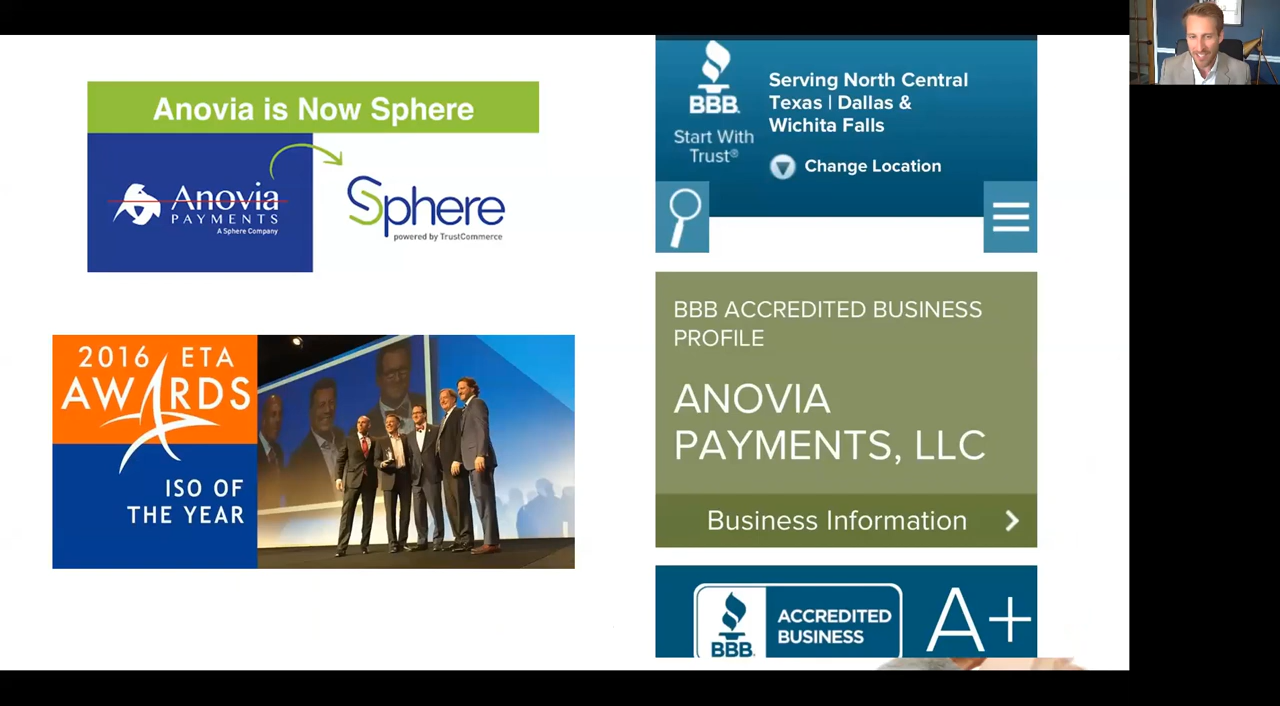 Anovia is Now Sphere
Anovia
PAYMENTS
A Sphere Company
Sphere
powered by TrustCommerce
2016 ETA
AWARDS
ISO OF
THE YEAR
BBB.
Start With
Trust®
Serving North Central
Texas | Dallas &
Wichita Falls
Change Location
BBB ACCREDITED BUSINESS
PROFILE
ANOVIA
PAYMENTS, LLC
Business Information
BBB.
ACCREDITED
BUSINESS
A+